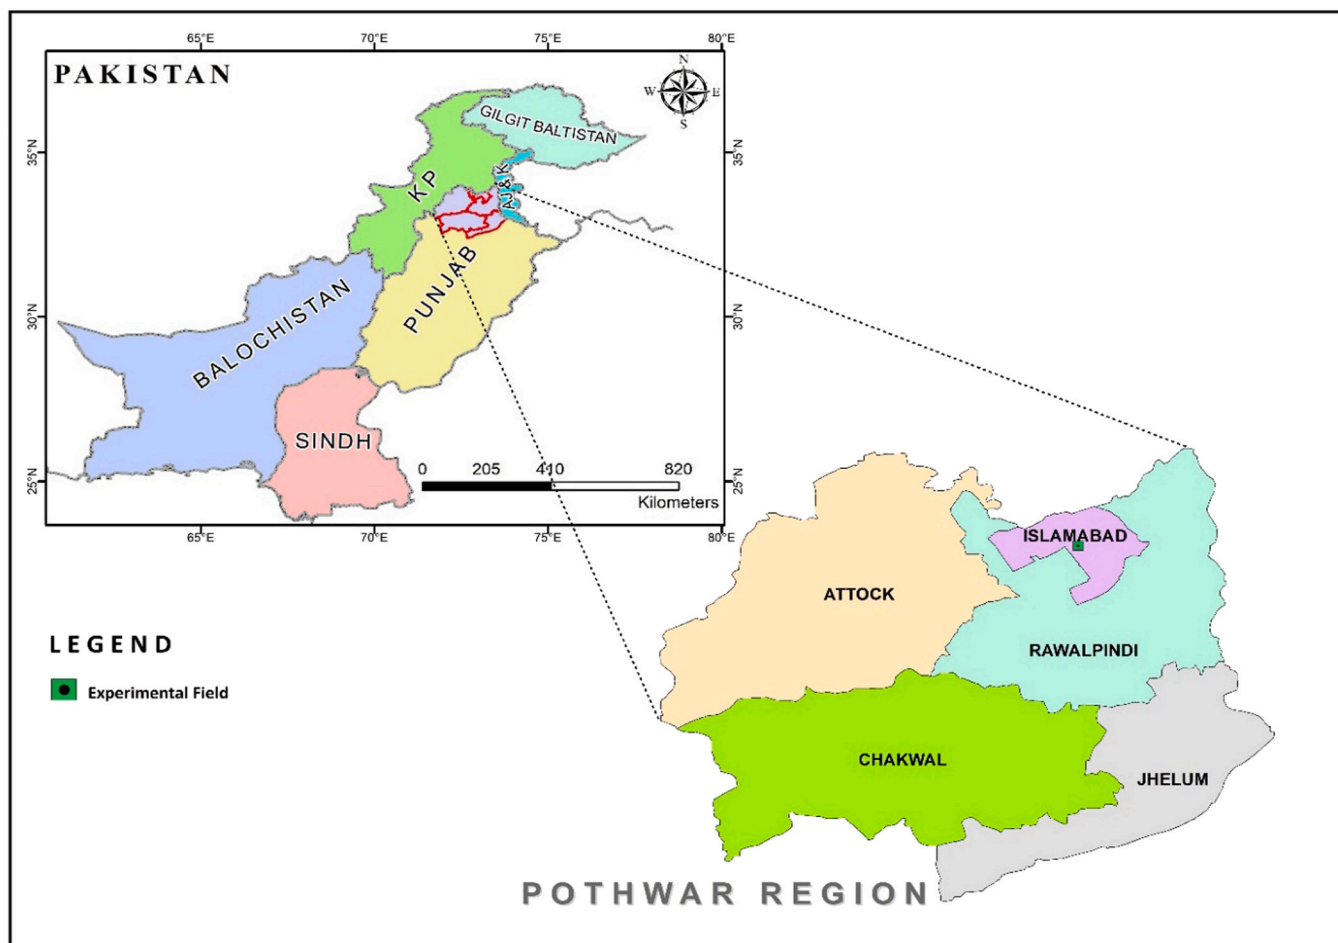 65°E 70°E 75°E 80°E
PAKISTAN
N
W E
S
GILGIT BALTISTAN
35°N 35°N
KP
AJ&K
PUNJAB
30°N 30°N
BALOCHISTAN
SINDH
0 205 410 820
Kilometers
25°N 25°N
65°E 70°E 75°E 80°E
ISLAMABAD
ATTOCK
RAWALPINDI
CHAKWAL
JHELUM
LEGEND
Experimental Field
POTHWAR REGION